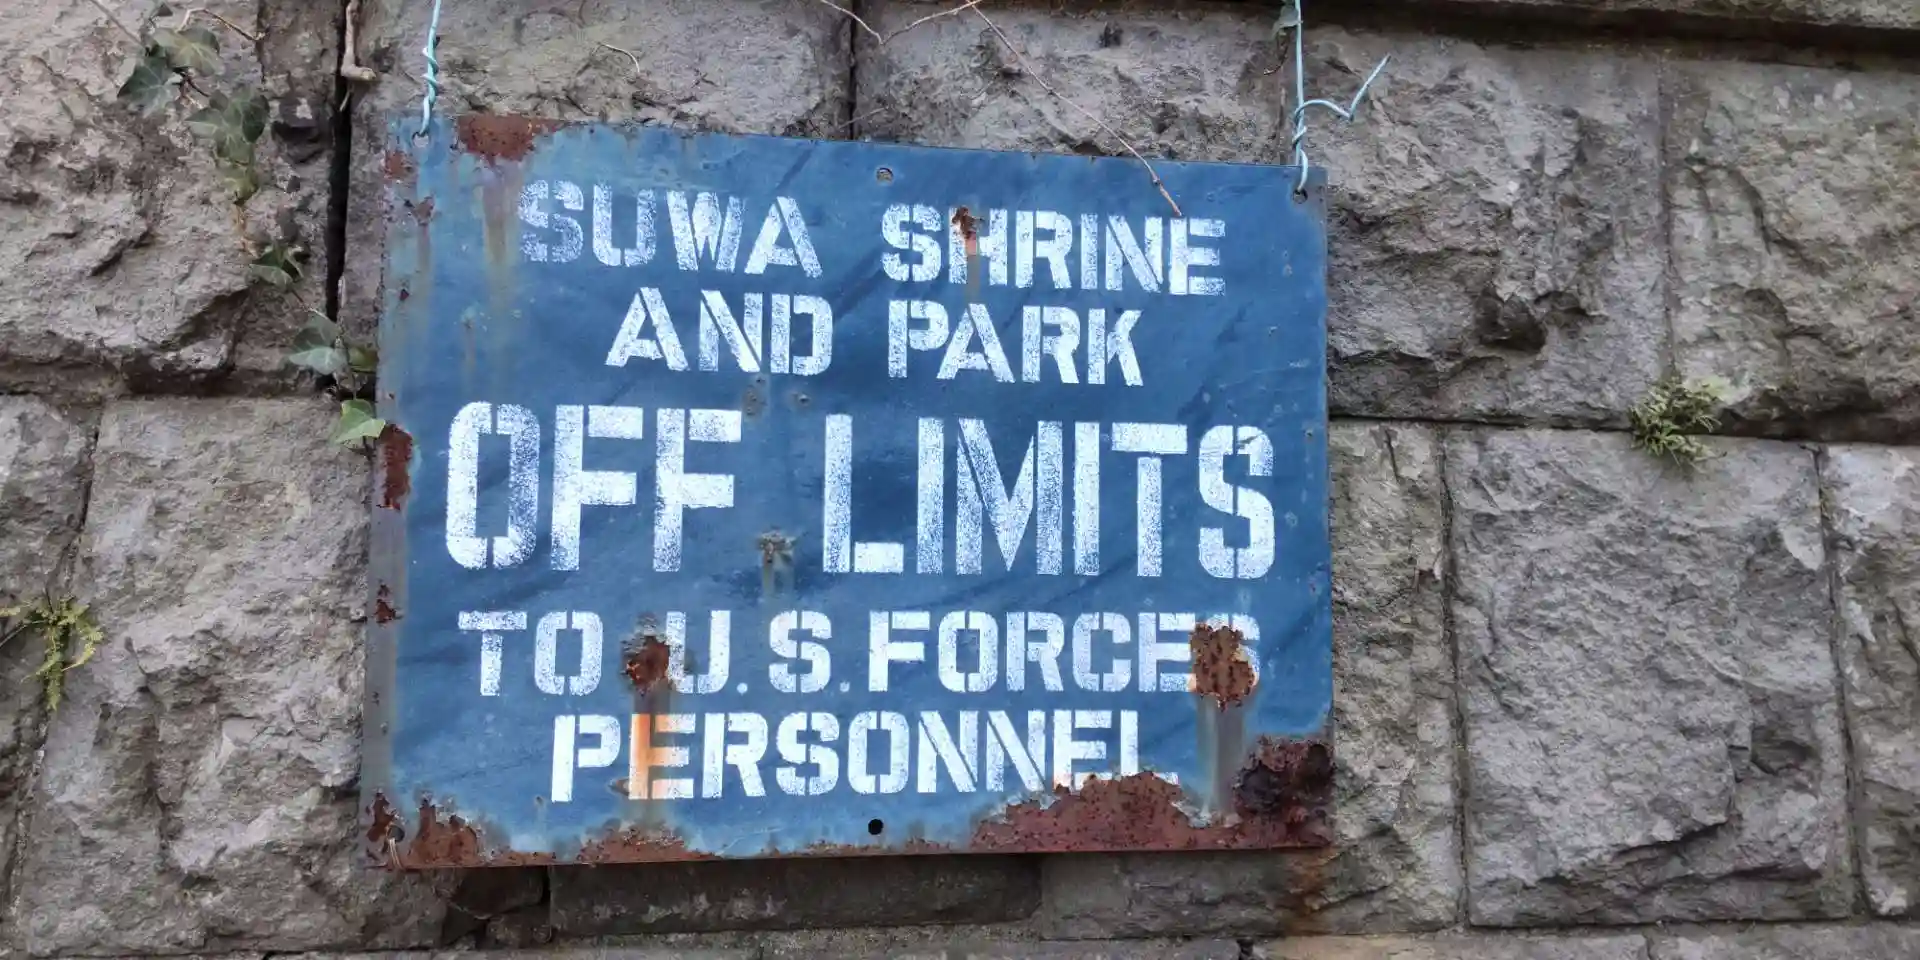 SUWA SHRINE
AND PARK
OFF LIMITS
TO U.S. FORCES
PERSONNEL